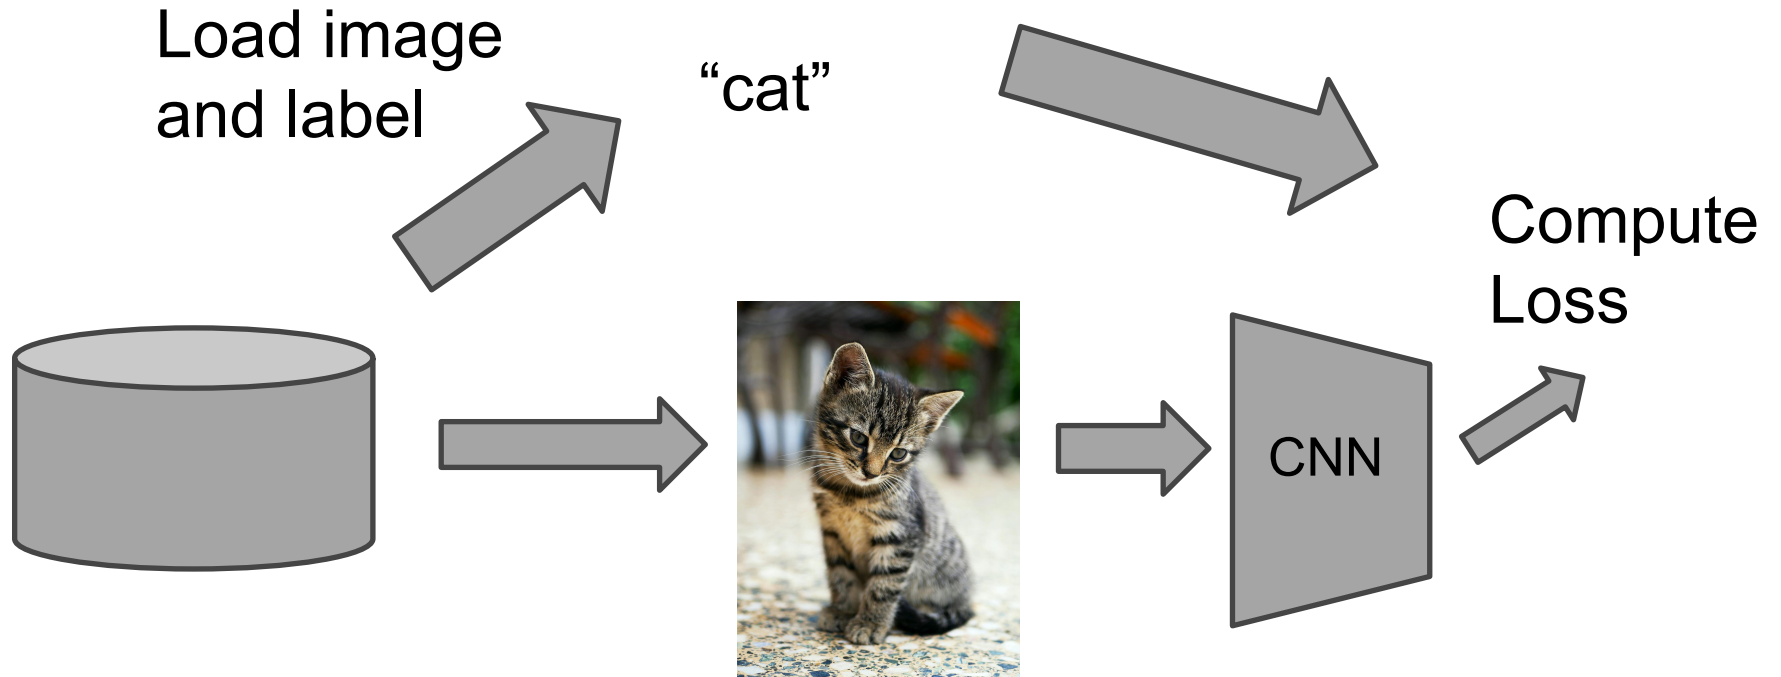 Load image
and label
“cat”
Compute
Loss
CNN